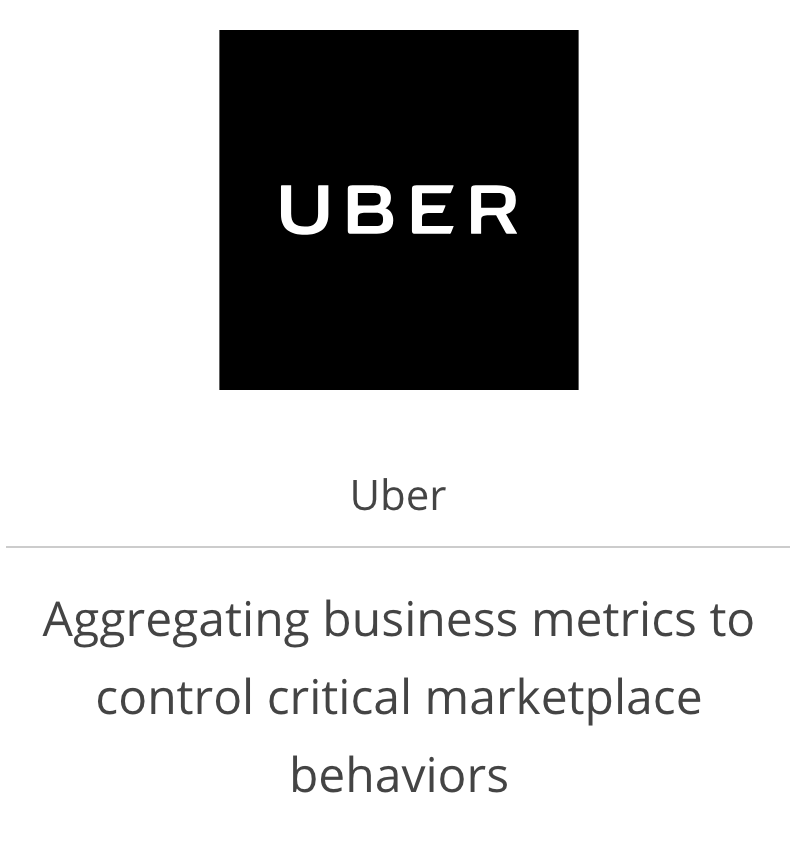 UBER
Uber
Aggregating business metrics to
control critical marketplace
behaviors